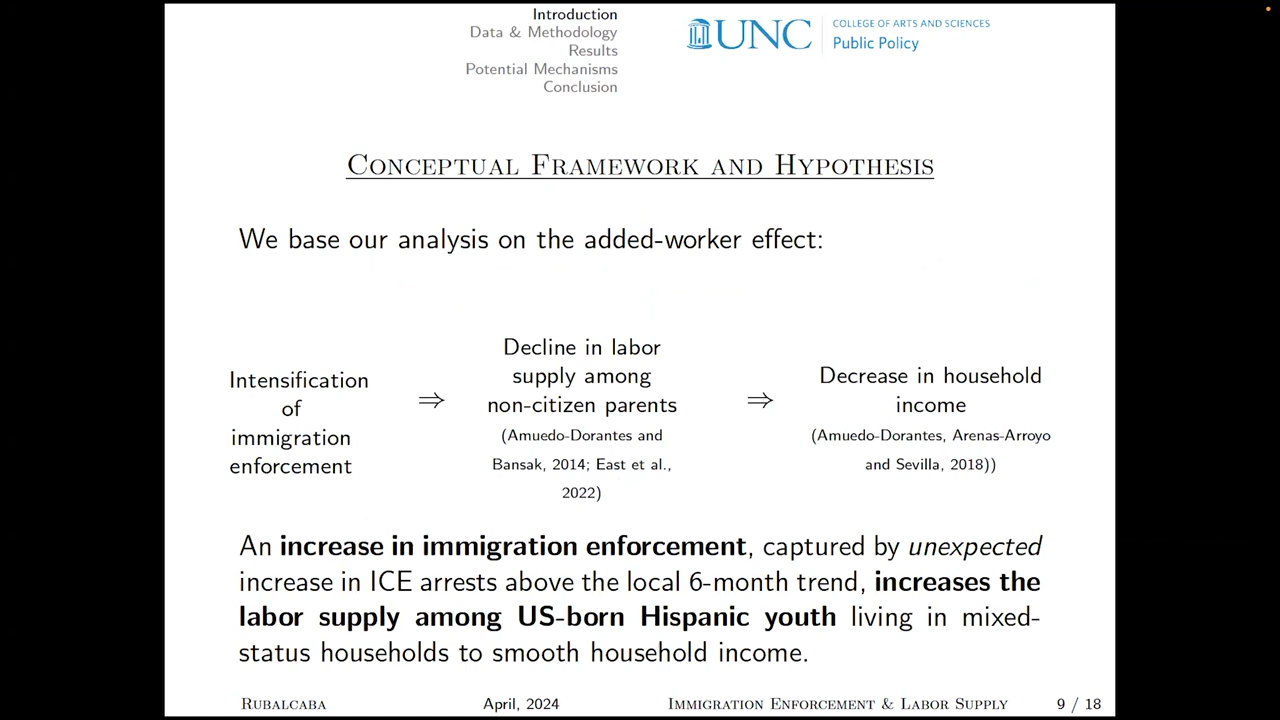 Introduction
Data & Methodology
Results
Potential Mechanisms
Conclusion
UNC
COLLEGE OF ARTS AND SCIENCES
Public Policy
Conceptual Framework and Hypothesis
We base our analysis on the added-worker effect:
Intensification
of
immigration
enforcement
⇒
Decline in labor
supply among
non-citizen parents
(Amuedo-Dorantes and
Bansak, 2014; East et al.,
2022)
⇒
Decrease in household
income
(Amuedo-Dorantes, Arenas-Arroyo
and Sevilla, 2018))
An increase in immigration enforcement, captured by unexpected
increase in ICE arrests above the local 6-month trend, increases the
labor supply among US-born Hispanic youth living in mixed-
status households to smooth household income.
Rubalcaba April, 2024 Immigration Enforcement & Labor Supply 9 / 18